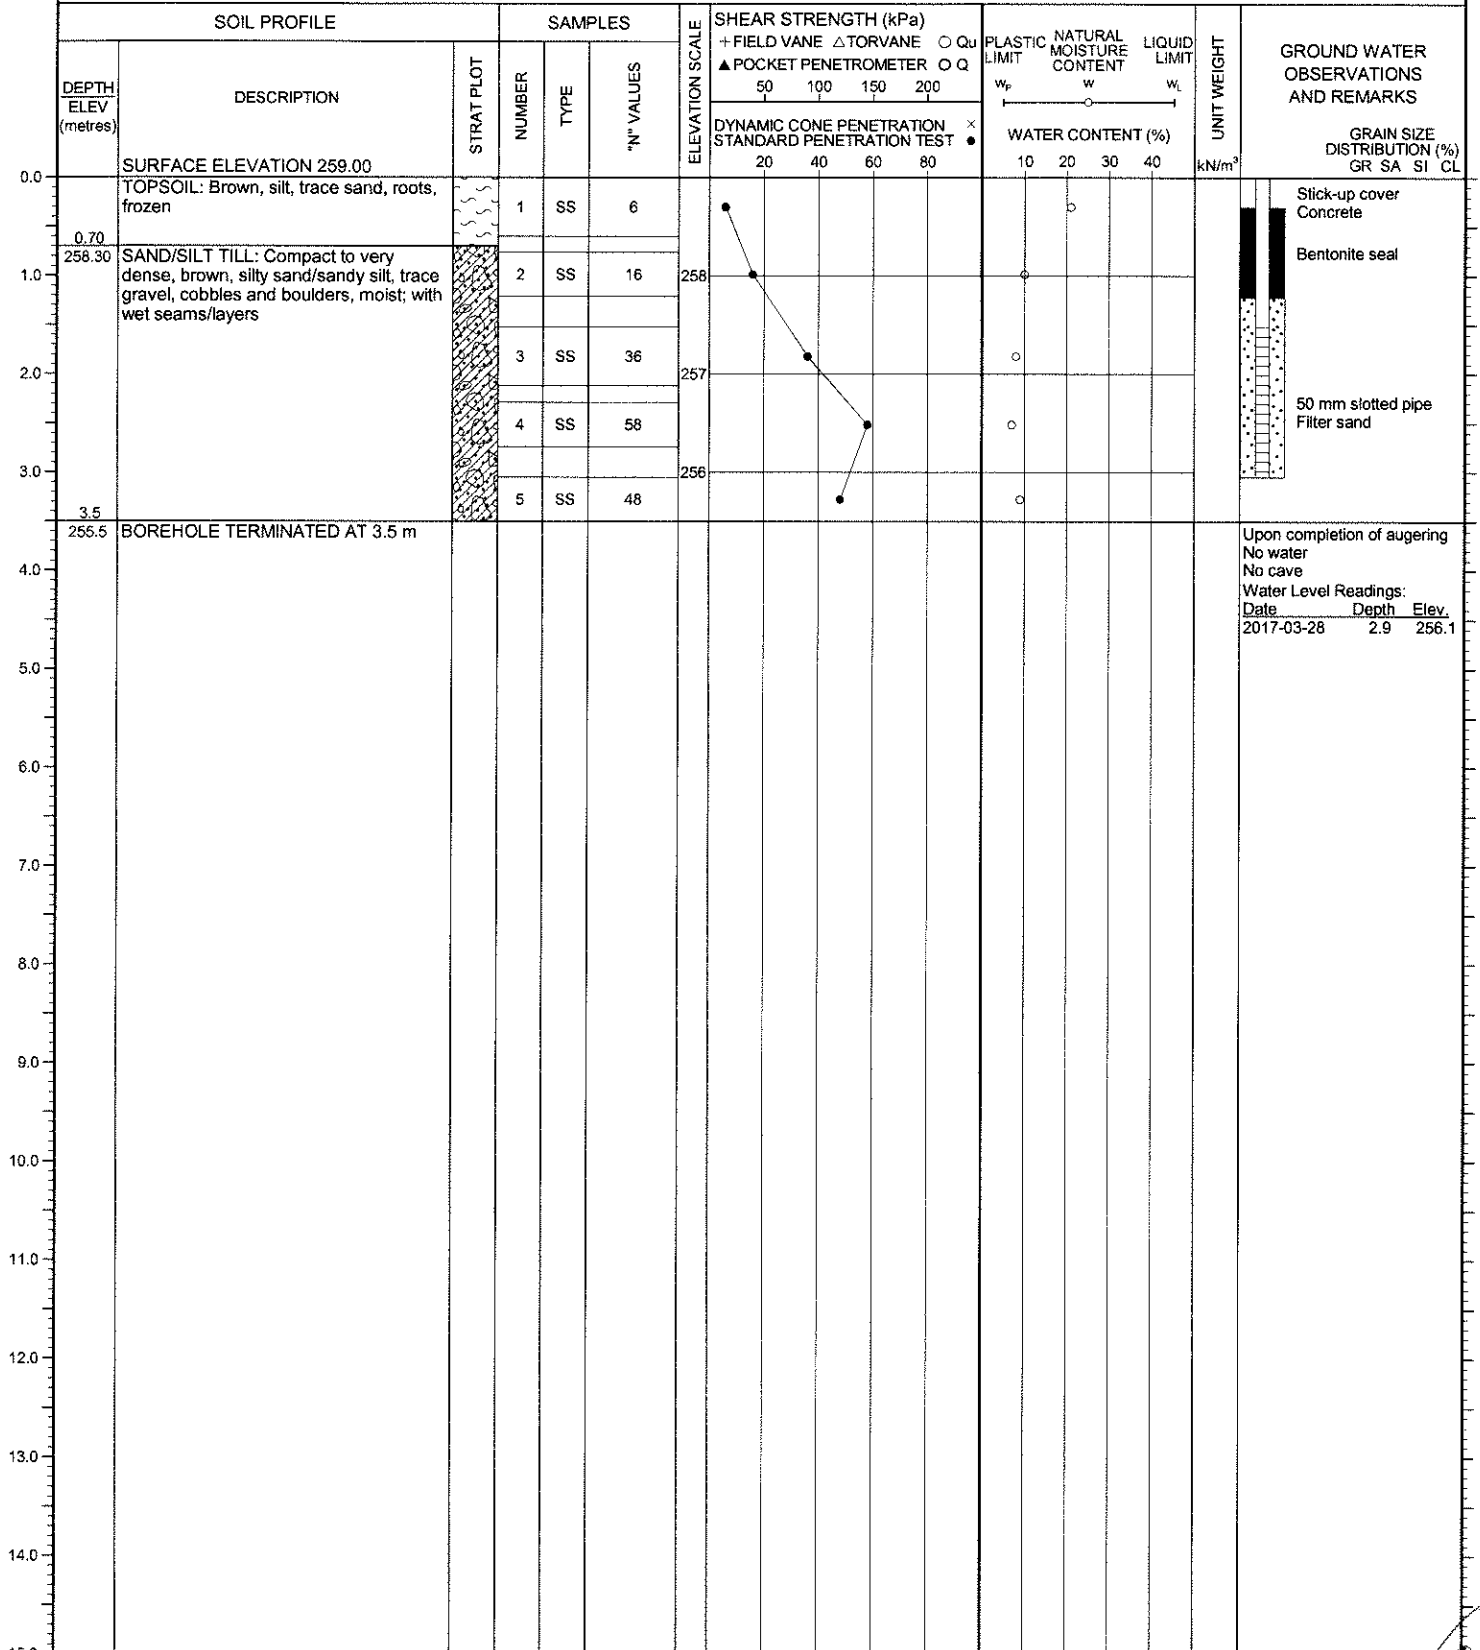 SOIL PROFILE
SAMPLES
DEPTH
ELEV
(metres)
DESCRIPTION
STRAT PLOT
NUMBER
TYPE
"N" VALUES
ELEVATION SCALE
SHEAR STRENGTH (kPa)
+ FIELD VANE △ TORVANE ○ Qu
▲ POCKET PENETROMETER ○ Q
50 100 150 200
DYNAMIC CONE PENETRATION ×
STANDARD PENETRATION TEST ●
20 40 60 80
PLASTIC LIMIT
NATURAL MOISTURE CONTENT
LIQUID LIMIT
WP W WL
WATER CONTENT (%)
10 20 30 40
UNIT WEIGHT
kN/m³
GROUND WATER
OBSERVATIONS
AND REMARKS
GRAIN SIZE
DISTRIBUTION (%)
GR SA SI CL
SURFACE ELEVATION 259.00
0.0
TOPSOIL: Brown, silt, trace sand, roots,
frozen
1 SS 6
Stick-up cover
Concrete
0.70
258.30
SAND/SILT TILL: Compact to very
dense, brown, silty sand/sandy silt, trace
gravel, cobbles and boulders, moist; with
wet seams/layers
Bentonite seal
1.0
2 SS 16
258
3 SS 36
2.0
257
4 SS 58
50 mm slotted pipe
Filter sand
3.0
256
5 SS 48
3.5
255.5
BOREHOLE TERMINATED AT 3.5 m
Upon completion of augering
No water
No cave
Water Level Readings:
Date Depth Elev.
2017-03-28 2.9 256.1
4.0
5.0
6.0
7.0
8.0
9.0
10.0
11.0
12.0
13.0
14.0